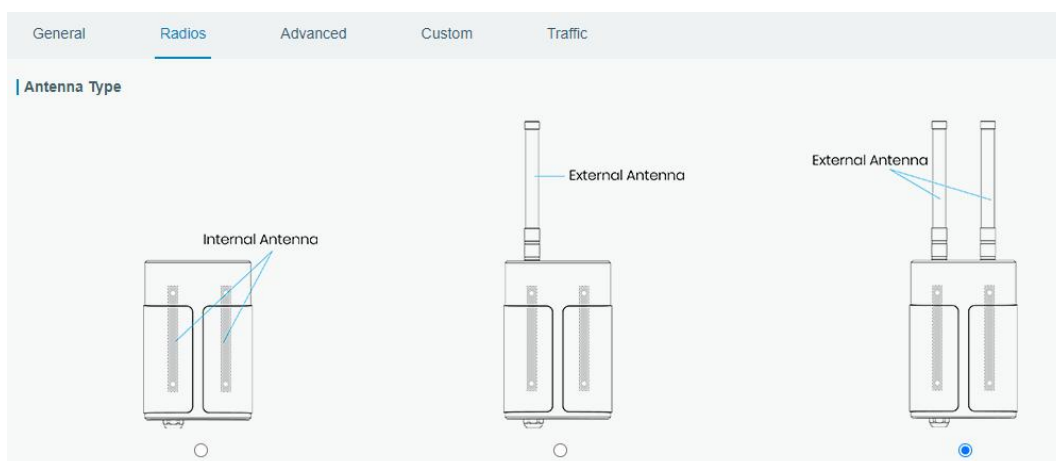 General Radios Advanced Custom Traffic
Antenna Type
External Antenna
External Antenna
Internal Antenna